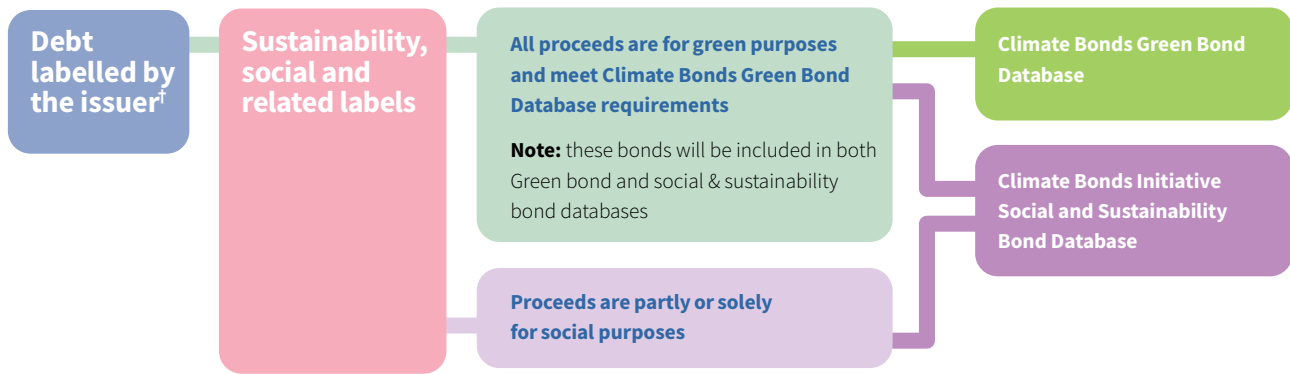 Debt
labelled by
the issuer†
Sustainability,
social and
related labels
All proceeds are for green purposes
and meet Climate Bonds Green Bond
Database requirements
Note: these bonds will be included in both
Green bond and social & sustainability
bond databases
Proceeds are partly or solely
for social purposes
Climate Bonds Green Bond
Database
Climate Bonds Initiative
Social and Sustainability
Bond Database